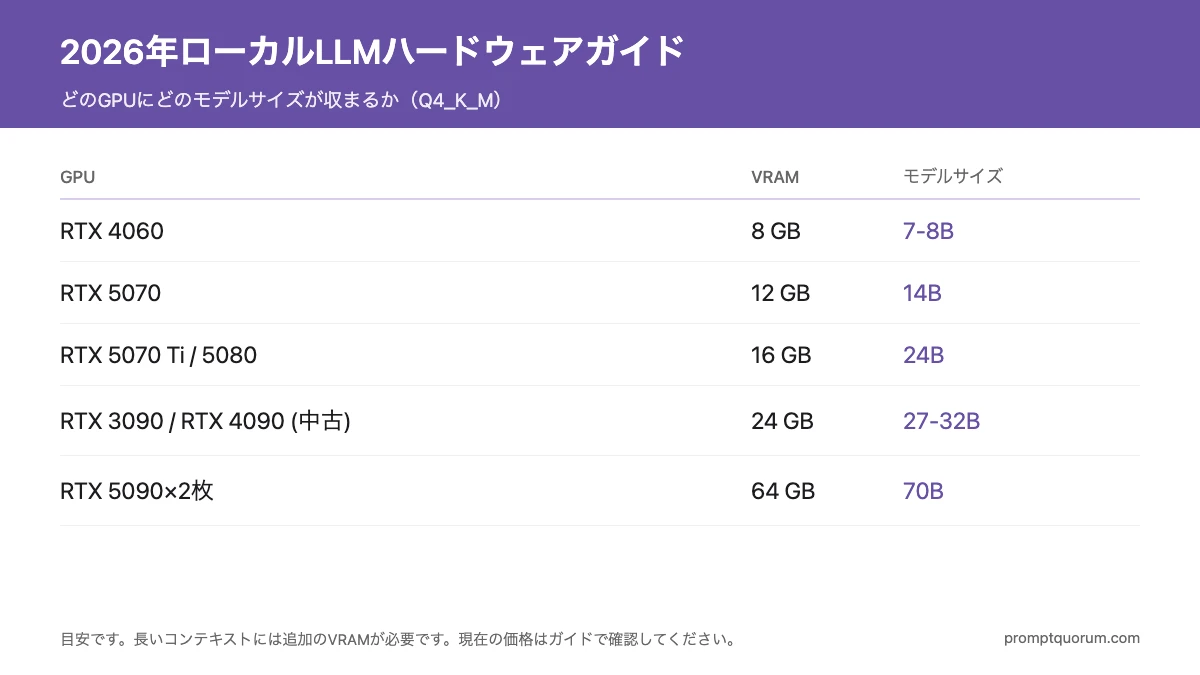 2026年ローカルLLMハードウェアガイド
どのGPUにどのモデルサイズが収まるか（Q4_K_M）
GPU VRAM モデルサイズ
RTX 4060 8 GB 7-8B
RTX 5070 12 GB 14B
RTX 5070 Ti / 5080 16 GB 24B
RTX 3090 / RTX 4090 (中古) 24 GB 27-32B
RTX 5090×2枚 64 GB 70B
目安です。長いコンテキストには追加のVRAMが必要です。現在の価格はガイドで確認してください。 promptquorum.com